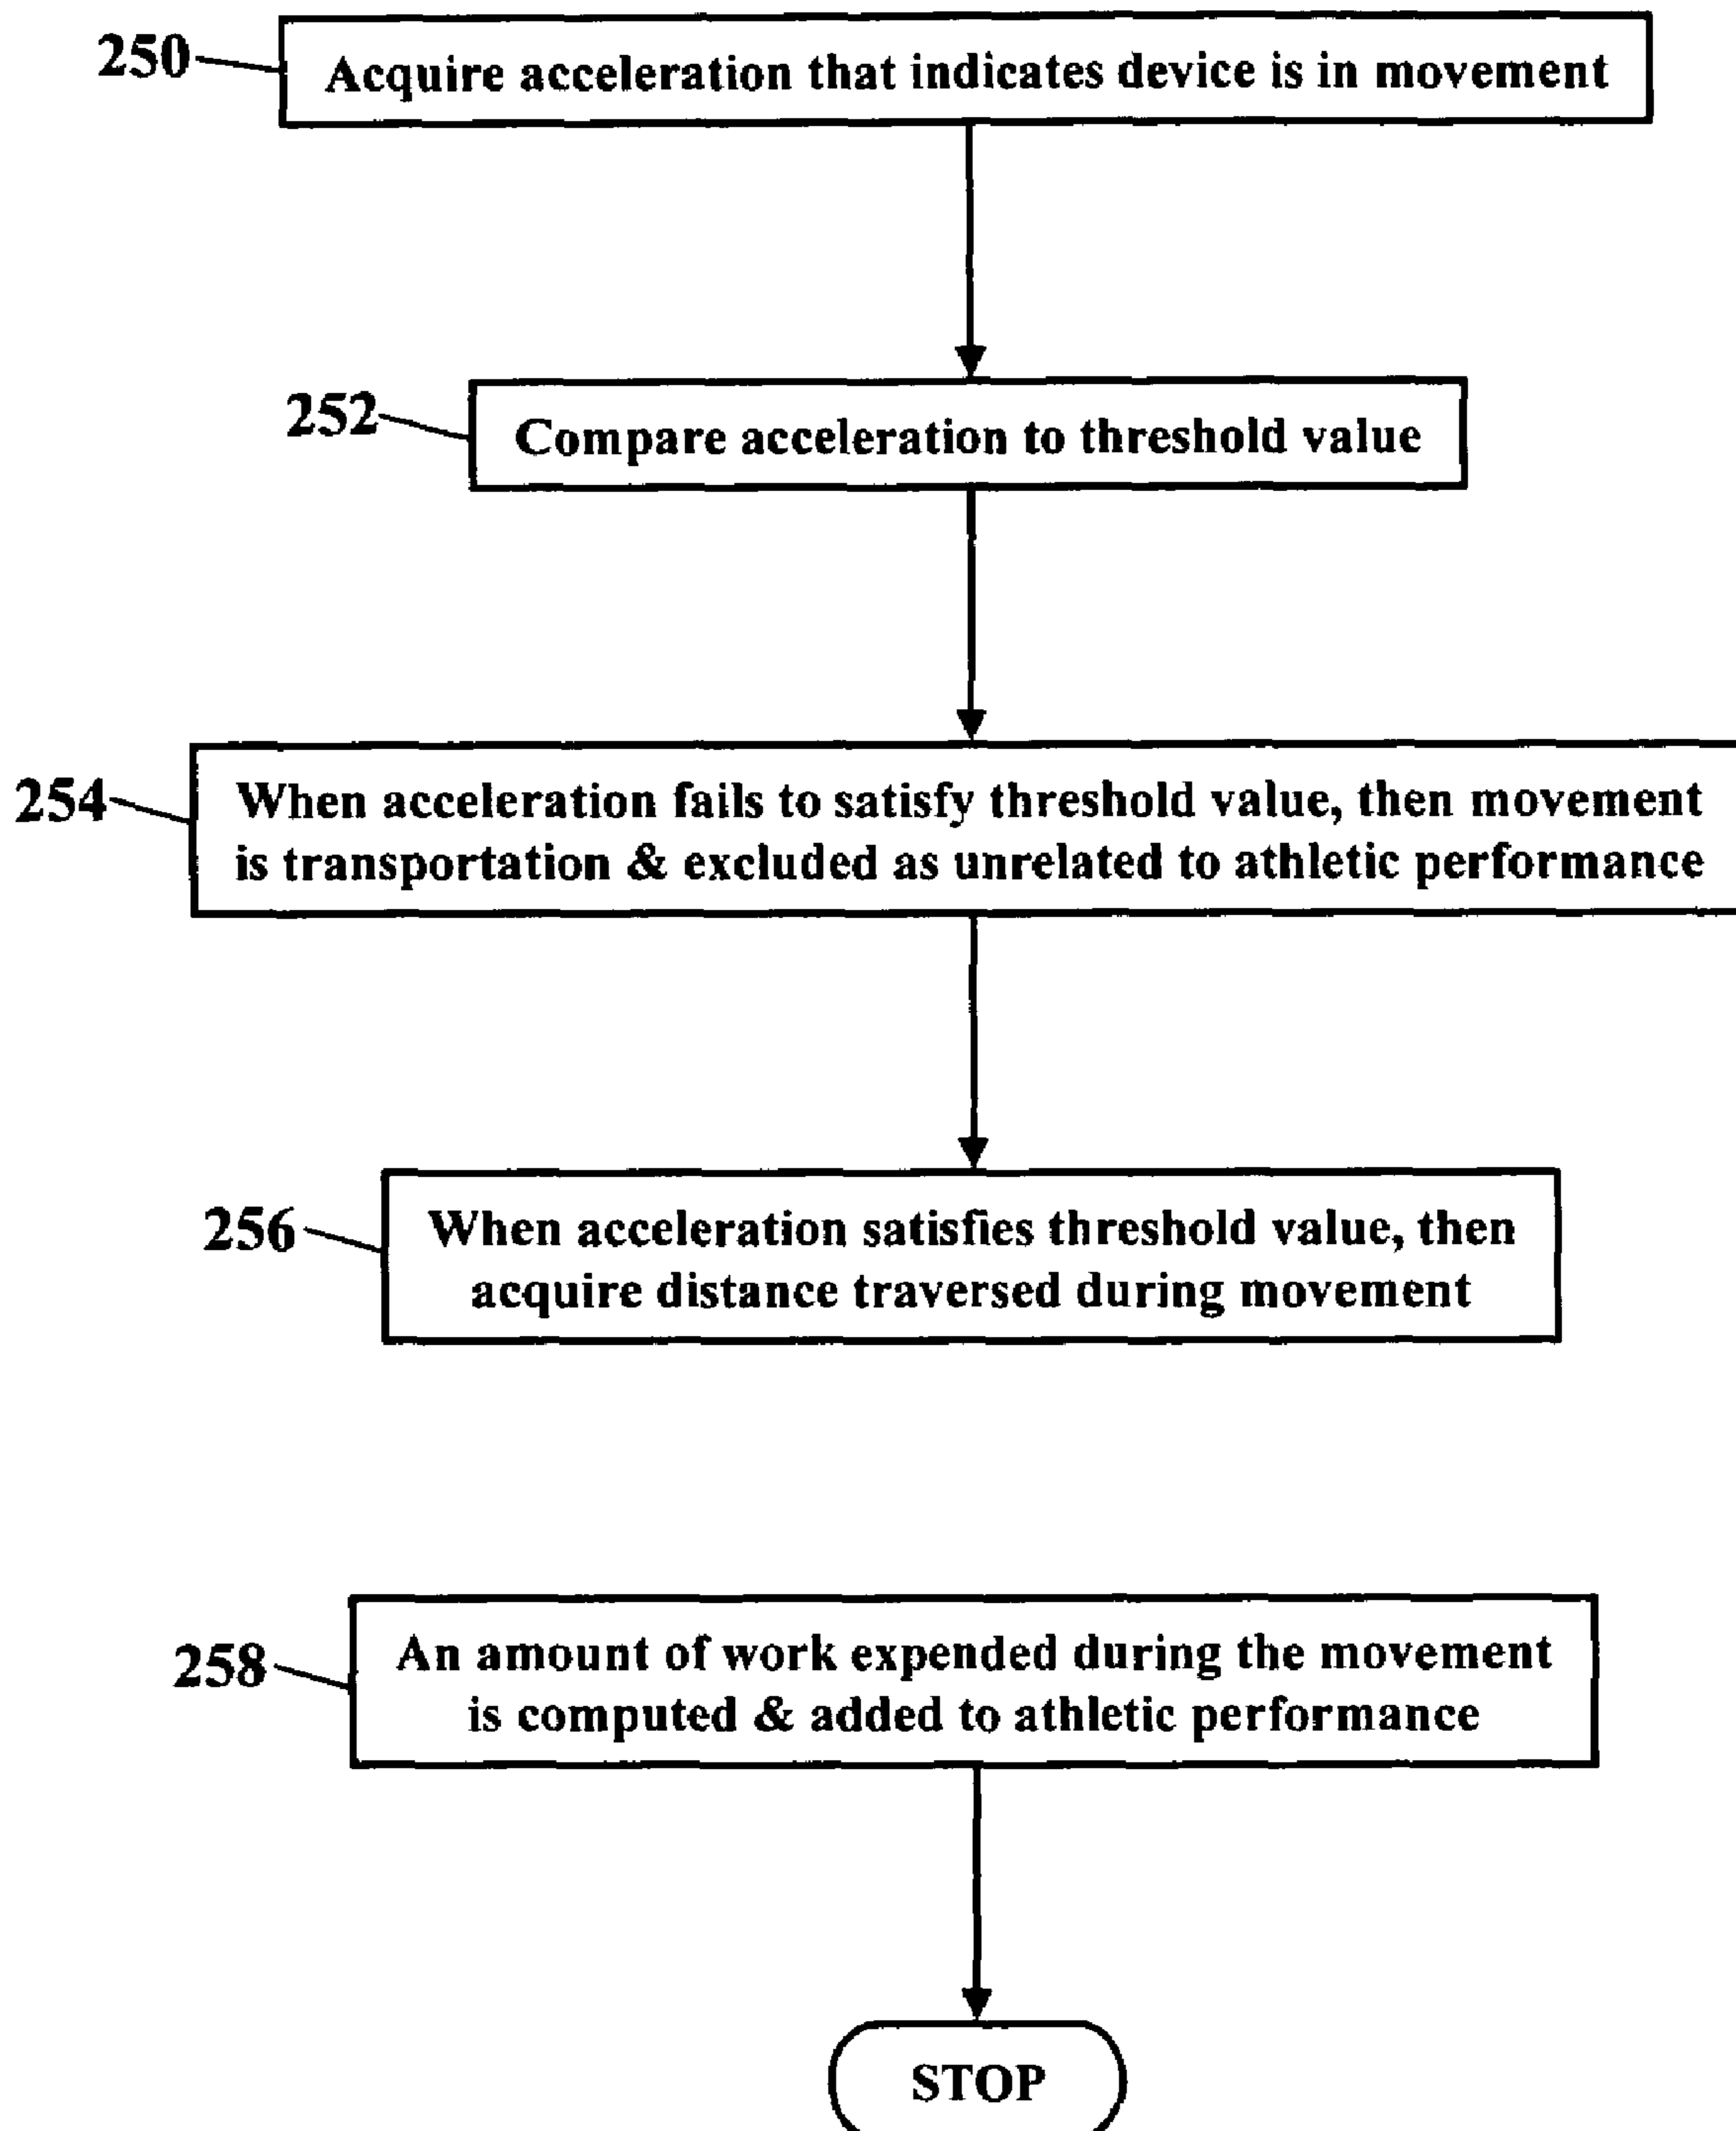 250
Acquire acceleration that indicates device is in movement
252
Compare acceleration to threshold value
254
When acceleration fails to satisfy threshold value, then movement
is transportation & excluded as unrelated to athletic performance
256
When acceleration satisfies threshold value, then
acquire distance traversed during movement
258
An amount of work expended during the movement
is computed & added to athletic performance
STOP